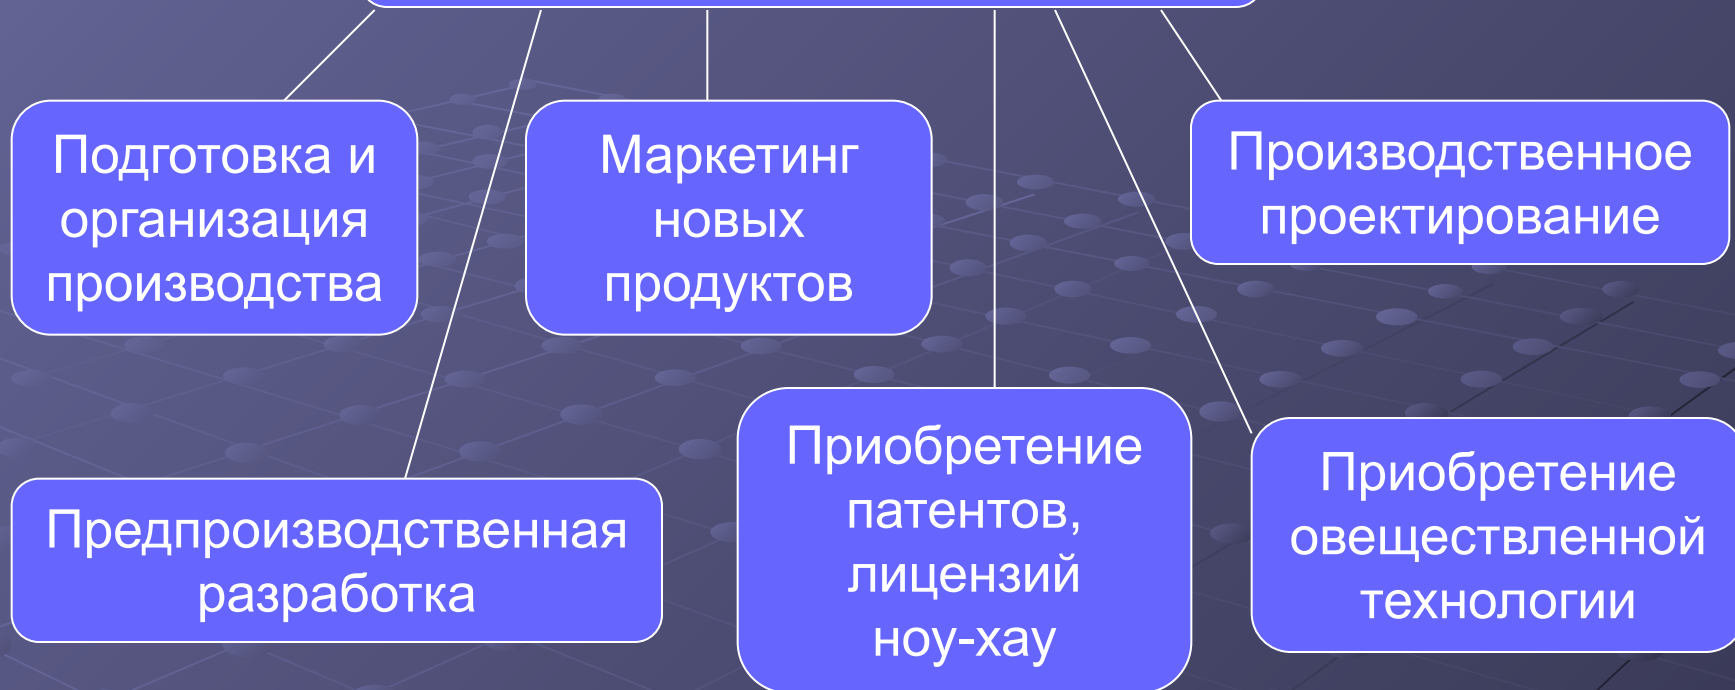 Подготовка и
организация
производства
Маркетинг
новых
продуктов
Производственное
проектирование
Предпроизводственная
разработка
Приобретение
патентов,
лицензий
ноу-хау
Приобретение
овеществленной
технологии